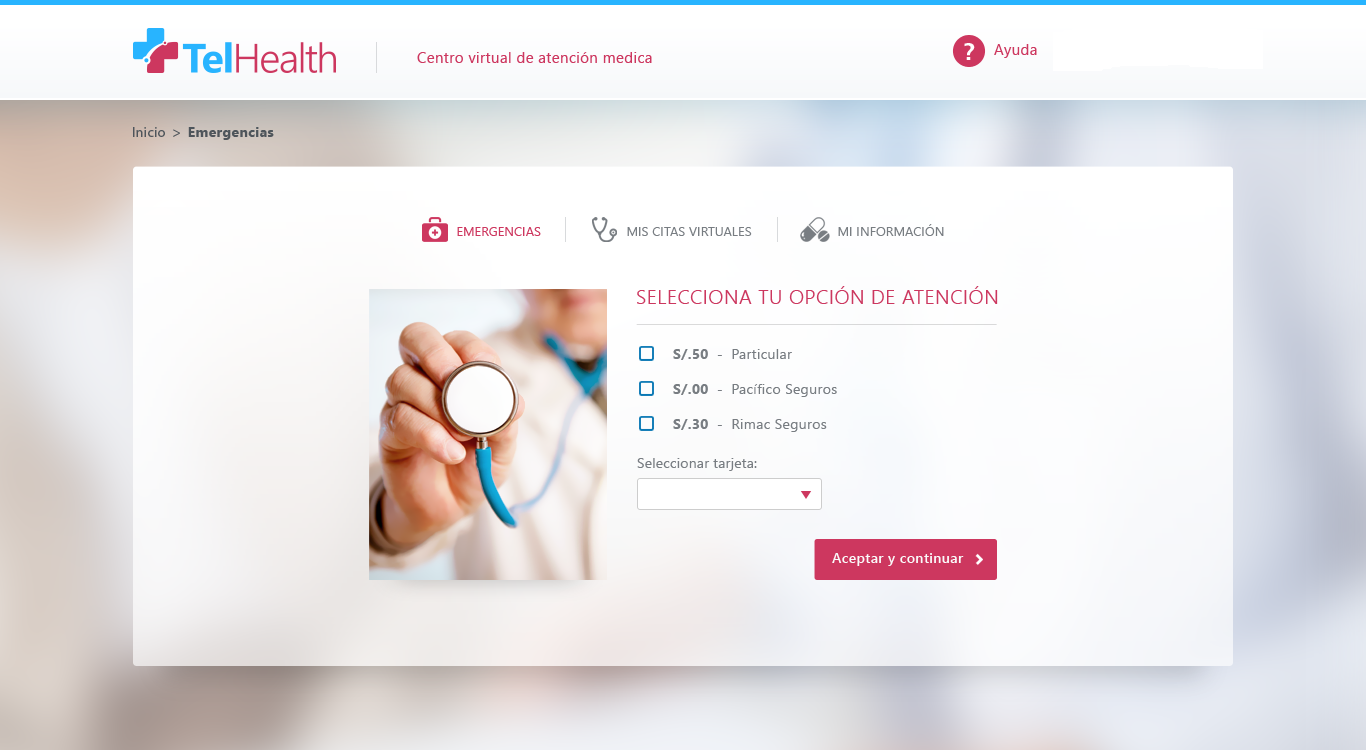 TelHealth
Centro virtual de atención medica
? Ayuda
Inicio > Emergencias
EMERGENCIAS
MIS CITAS VIRTUALES
MI INFORMACIÓN
SELECCIONA TU OPCIÓN DE ATENCIÓN
S/.50 - Particular
S/.00 - Pacífico Seguros
S/.30 - Rimac Seguros
Seleccionar tarjeta:
Aceptar y continuar